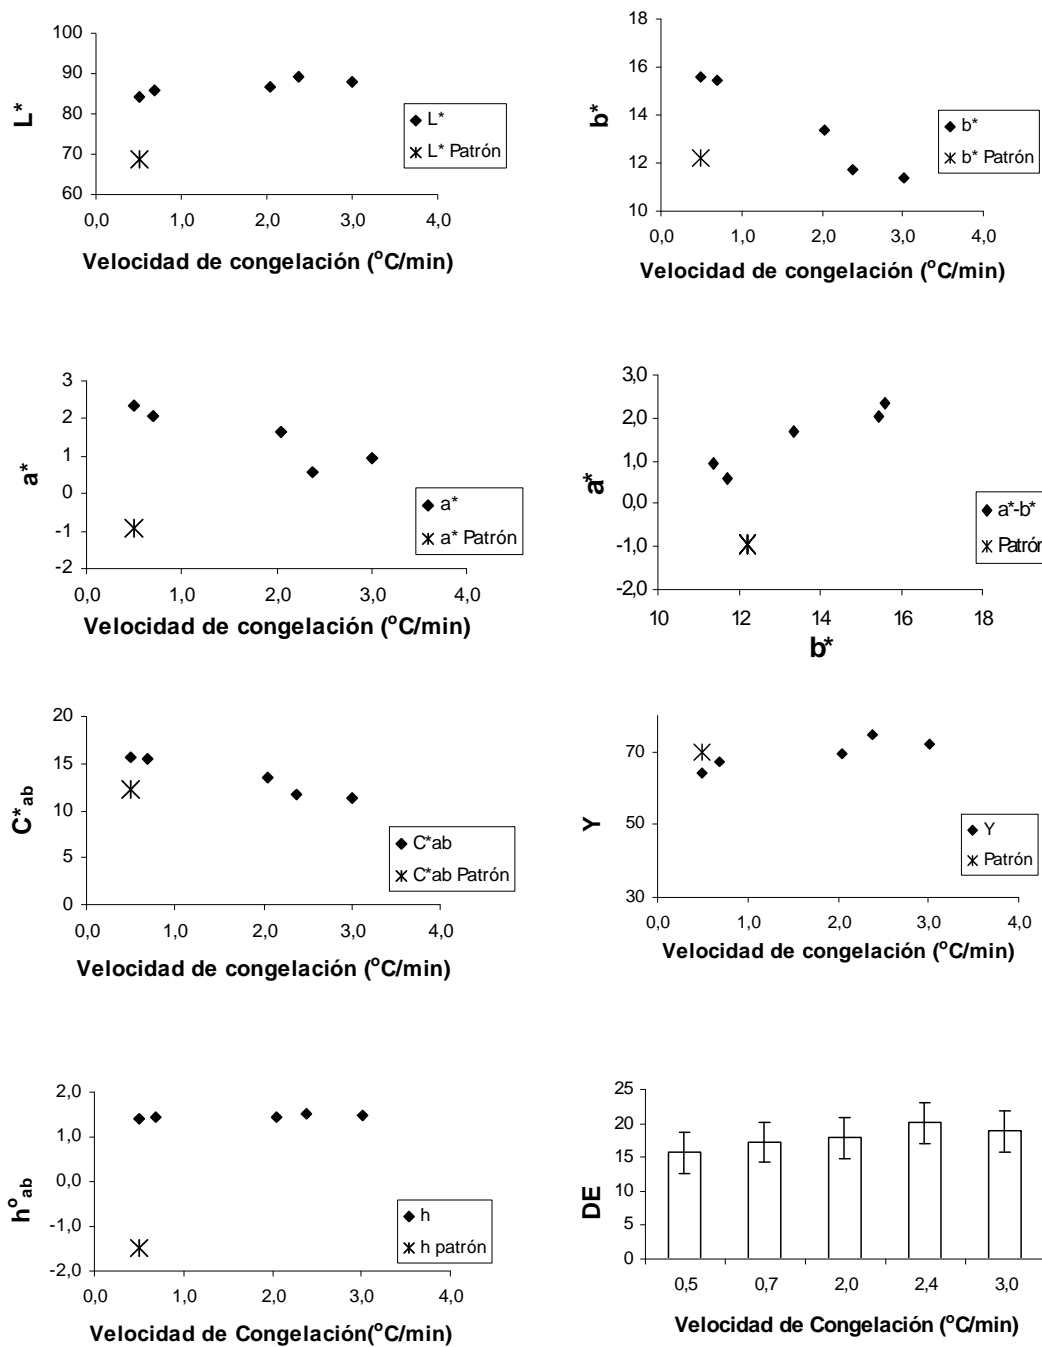 100
90
80
70
60
L*
0,0 1,0 2,0 3,0 4,0
Velocidad de congelación (°C/min)
L*
L* Patrón
18
16
14
12
10
b*
0,0 1,0 2,0 3,0 4,0
Velocidad de congelación (°C/min)
b*
b* Patrón
3
2
1
0
-1
-2
a*
0,0 1,0 2,0 3,0 4,0
Velocidad de congelación (°C/min)
a*
a* Patrón
3,0
2,0
1,0
0,0
-1,0
-2,0
a*
10 12 14 16 18
b*
a*-b*
Patrón
20
15
10
5
0
C*ab
0,0 1,0 2,0 3,0 4,0
Velocidad de congelación (°C/min)
C*ab
C*ab Patrón
70
50
30
Y
0,0 1,0 2,0 3,0 4,0
Velocidad de congelación (°C/min)
Y
Patrón
2,0
1,0
0,0
-1,0
-2,0
h°ab
0,0 1,0 2,0 3,0 4,0
Velocidad de Congelación(°C/min)
h
h patrón
25
20
15
10
5
0
DE
0,5 0,7 2,0 2,4 3,0
Velocidad de Congelación (°C/min)